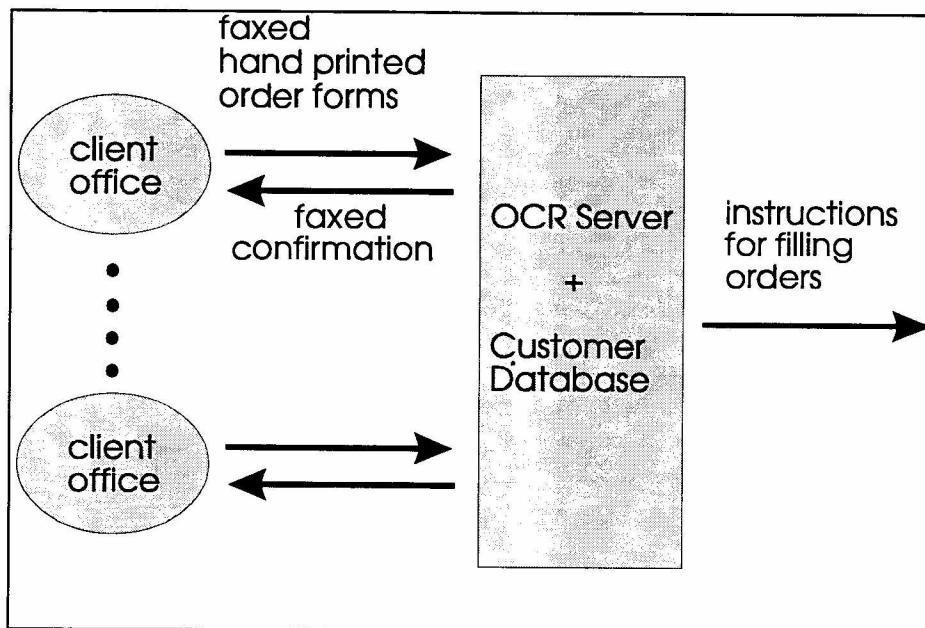 faxed
hand printed
order forms
client
office
faxed
confirmation
OCR Server
+
Customer
Database
instructions
for filling
orders
client
office